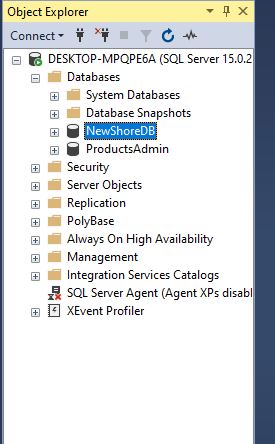 Object Explorer
Connect
DESKTOP-MPQPE6A (SQL Server 15.0.2
Databases
System Databases
Database Snapshots
NewShoreDB
ProductsAdmin
Security
Server Objects
Replication
PolyBase
Always On High Availability
Management
Integration Services Catalogs
SQL Server Agent (Agent XPs disabl
XEvent Profiler